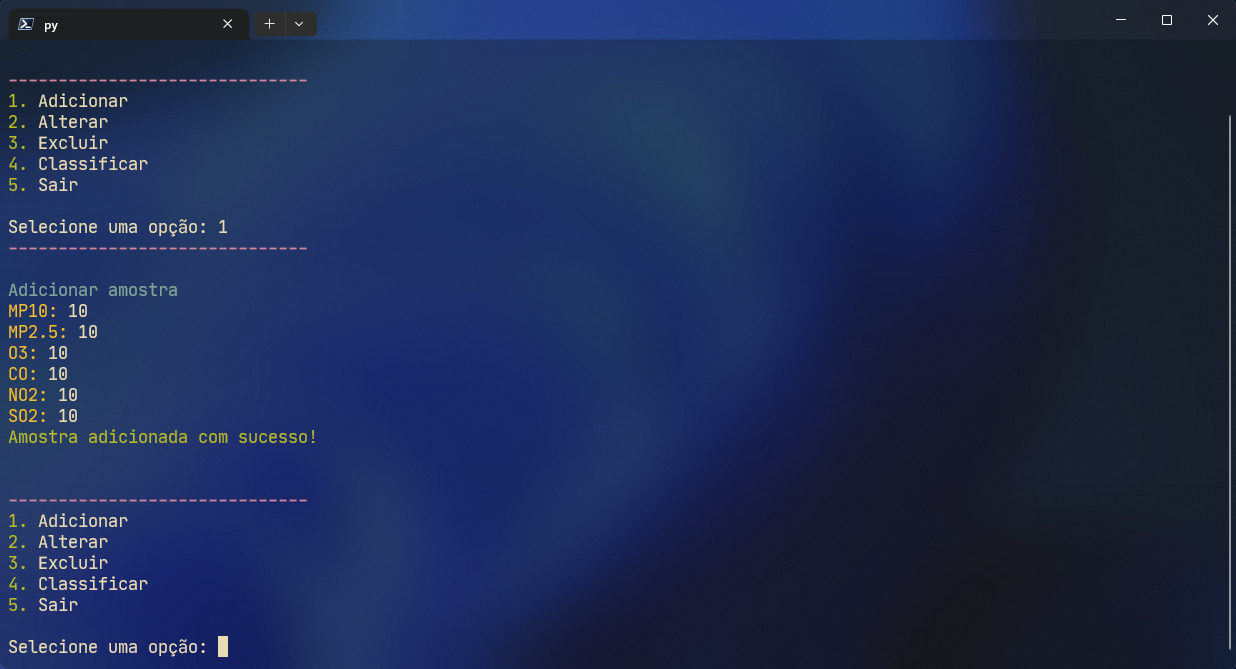 py
------------------------------
1. Adicionar
2. Alterar
3. Excluir
4. Classificar
5. Sair
Selecione uma opção: 1
------------------------------
Adicionar amostra
MP10: 10
MP2.5: 10
O3: 10
CO: 10
NO2: 10
SO2: 10
Amostra adicionada com sucesso!
------------------------------
1. Adicionar
2. Alterar
3. Excluir
4. Classificar
5. Sair
Selecione uma opção: